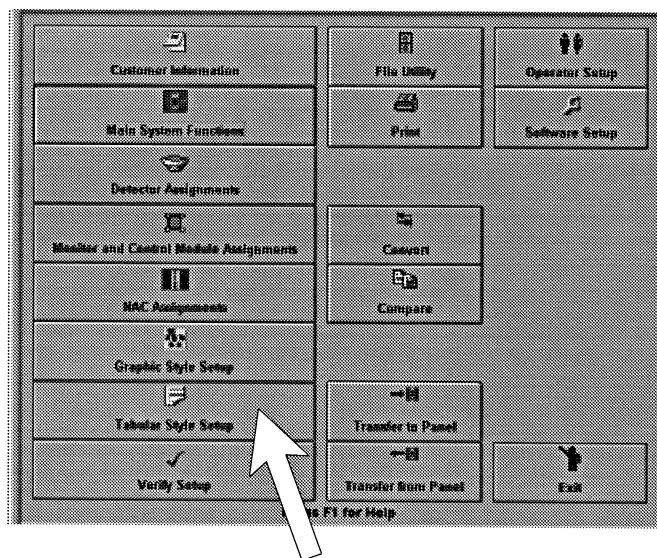 Customer Information
File Utility
Operator Setup
Main System Functions
Print
Software Setup
Detector Assignments
Monitor and Control Module Assignments
Convert
NAC Assignments
Compare
Graphic Style Setup
Tabular Style Setup
Transfer to Panel
Verify Setup
Transfer from Panel
Exit
ss F1 for Help